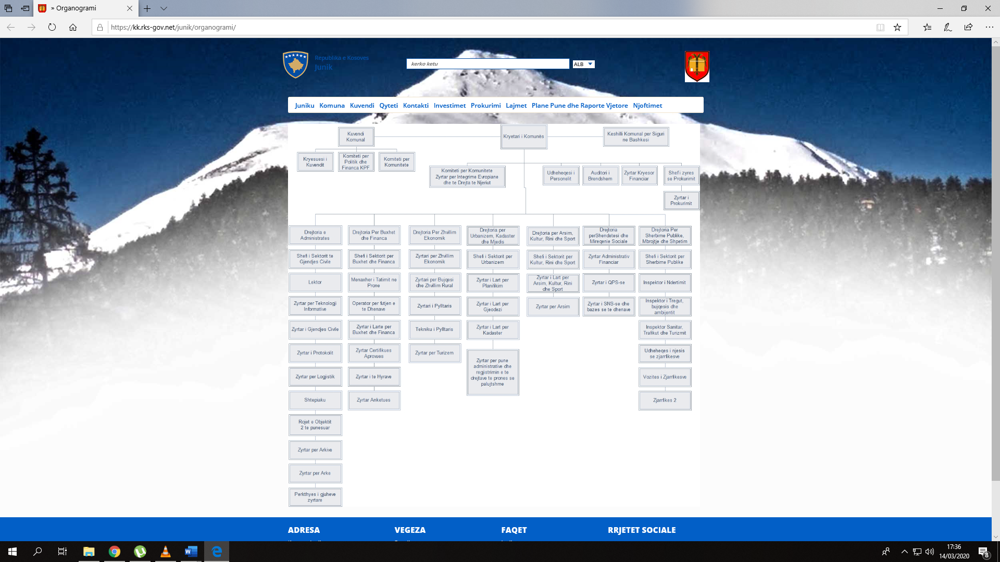 » Organogrami
https://kk.rks-gov.net/junik/organogrami/
Republika e Kosoves
Junik
kerko ketu
ALB
Juniku Komuna Kuvendi Qyteti Kontakti Investimet Prokurimi Lajmet Plane Pune dhe Raporte Vjetore Njoftimet
Kuvendi
Komunal
Kryetari i Komunës
Keshilli Komunal per Siguri
ne Bashkesi
Kryesuesi i
Kuvendit
Komiteti per
Politik dhe
Financa KPF
Komiteti per
Komunitete
Komiteti per Komunitete
Zyrtar per Integrime Evropiane
dhe te Drejta te Njeriut
Udheheqesi i
Personelit
Auditori i
Brendshem
Zyrtar Kryesor
Financiar
Shef i zyres
se Prokurimit
Zyrtar i
Prokurimit
Drejtoria e
Administrates
Shefi i Sektorit te
Gjendjes Civile
Lektor
Zyrtar per Teknologji
Informative
Zyrtar i Gjendjes Civile
Zyrtar i Protokolit
Zyrtar per Logjistik
Shtepiaku
Rojet e Objektit
2 te punesuar
Zyrtar per Arkive
Zyrtar per Arke
Perkthyes i gjuheve
zyrtare
Drejtoria Per Buxhet
dhe Financa
Shefi i Sektorit per
Buxhet dhe Financa
Menaxher i Tatimit ne
Prone
Operator per futjen e
te Dhenave
Zyrtar i Larte per
Buxhet dhe Financa
Zyrtar Certifikues
Aprovues
Zyrtar i te Hyrave
Zyrtar Anketues
Drejtoria Per Zhvillim
Ekonomik
Zyrtari per Zhvillim
Ekonomik
Zyrtari per Bujqesi
dhe Zhvillim Rural
Zyrtari i Pylltaris
Tekniku i Pylltaris
Zyrtar per Turizem
Drejtoria per
Urbanizem, Kadaster
dhe Mjedis
Shefi i Sektorit per
Urbanizem
Zyrtar i Lart per
Planifikim
Zyrtar i Lart per
Gjeodezi
Zyrtar i Lart per
Kadaster
Zyrtar per pune
administrative dhe
regjistrimin e te
drejtave te prones se
palujtshme
Drejtoria per Arsim,
Kultur, Rini dhe Sport
Shefi i Sektorit per
Kultur, Rini dhe Sport
Zyrtar i Lart per
Arsim, Kultur, Rini
dhe Sport
Zyrtar per Arsim
Drejtoria
perShendetesi dhe
Mireqenie Sociale
Zyrtar Administrativ
Financiar
Zyrtar i QPS-se
Zyrtar i SNS-se dhe
bazes se te dhenave
Drejtoria Per
Sherbime Publike,
Mbrojtje dhe Shpetim
Shefi i Sektorit per
Sherbime Publike
Inspektor i Ndertimit
Inspektor i Tregut,
bujqesis dhe
ambijentit
Inspektor Sanitar,
Trafikut dhe Turizmit
Udheheqes i njesis
se zjarrfikesve
Vozites i Zjarrfikesve
Zjarrfikes 2
ADRESA
VEGEZA
FAQET
RRJETET SOCIALE
17:36
14/03/2020
8